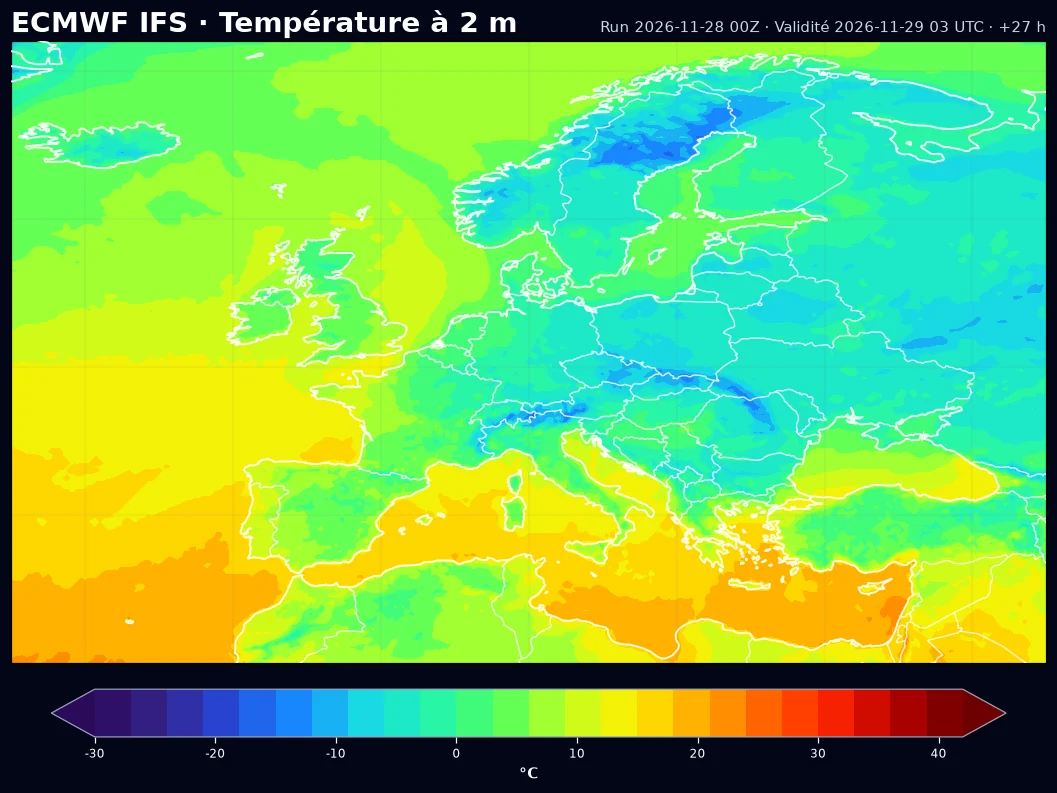 ECMWF IFS · Température à 2 m
Run 2026-11-28 00Z · Validité 2026-11-29 03 UTC · +27 h
-30 -20 -10 0 10 20 30 40
°C